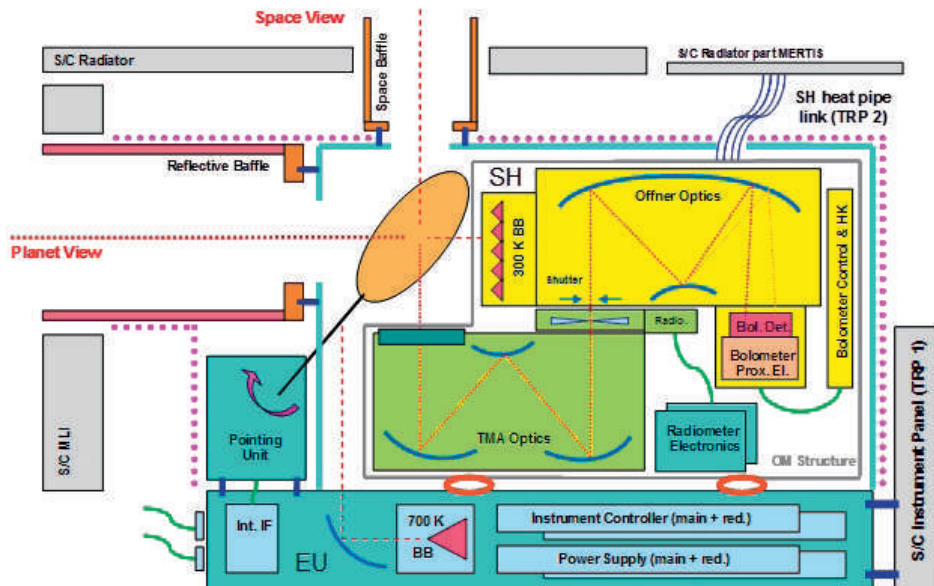 Space View
S/C Radiator
Space Baffle
S/C Radiator part MERTIS
SH heat pipe
link (TRP 2)
Reflective Baffle
SH
Offner Optics
300 K BB
Bolometer Control & HK
Planet View
Shutter
Radio.
Bol. Det.
Bolometer
Prox. El.
S/C MLI
Pointing
Unit
TMA Optics
Radiometer
Electronics
OM Structure
S/C Instrument Panel (TRP 1)
Int. IF
EU
700 K
BB
Instrument Controller (main + red.)
Power Supply (main + red.)